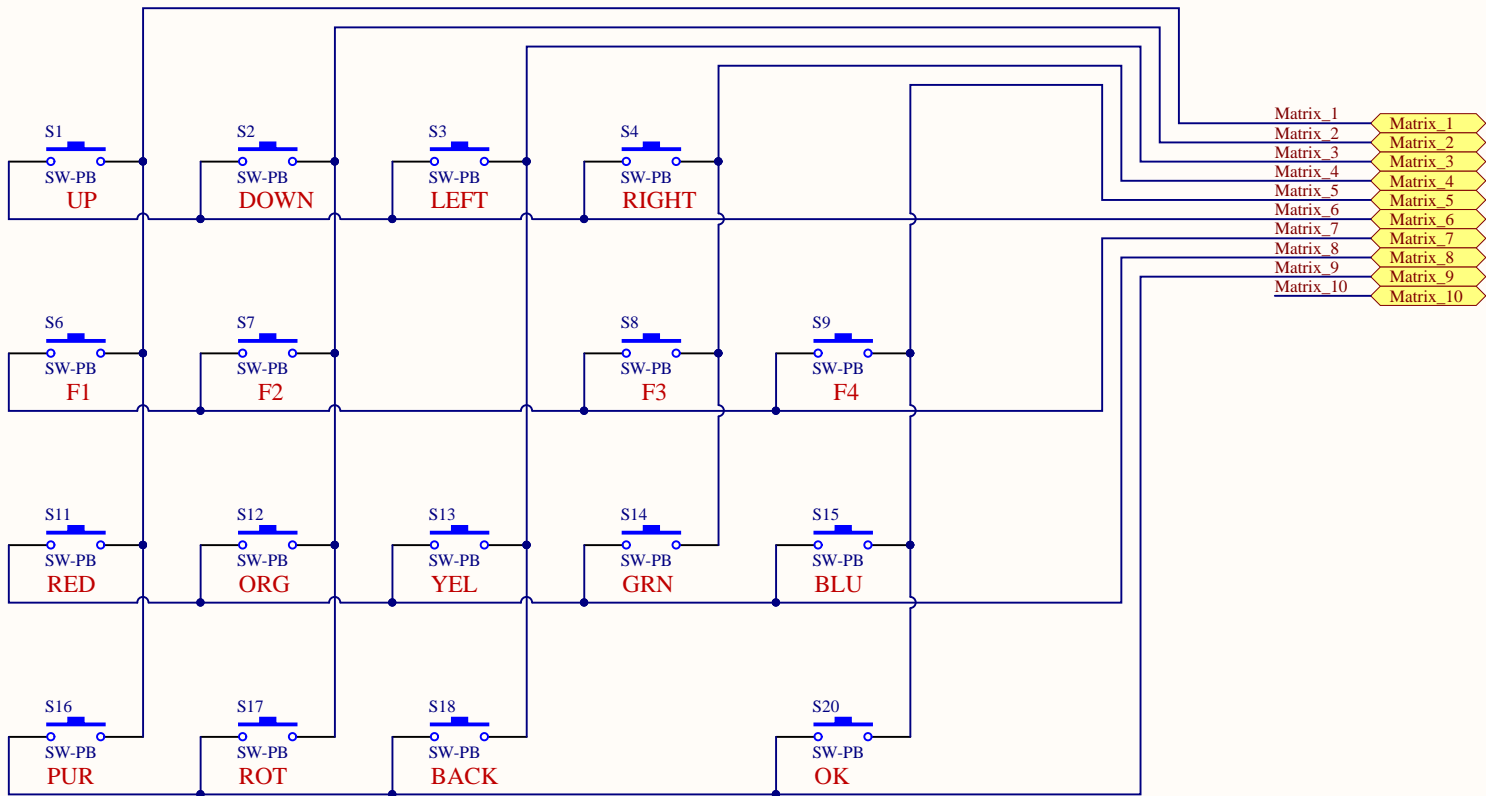 S1
SW-PB
UP
S2
SW-PB
DOWN
S3
SW-PB
LEFT
S4
SW-PB
RIGHT
Matrix_1 Matrix_1
Matrix_2 Matrix_2
Matrix_3 Matrix_3
Matrix_4 Matrix_4
Matrix_5 Matrix_5
Matrix_6 Matrix_6
Matrix_7 Matrix_7
Matrix_8 Matrix_8
Matrix_9 Matrix_9
Matrix_10 Matrix_10
S6
SW-PB
F1
S7
SW-PB
F2
S8
SW-PB
F3
S9
SW-PB
F4
S11
SW-PB
RED
S12
SW-PB
ORG
S13
SW-PB
YEL
S14
SW-PB
GRN
S15
SW-PB
BLU
S16
SW-PB
PUR
S17
SW-PB
ROT
S18
SW-PB
BACK
S20
SW-PB
OK